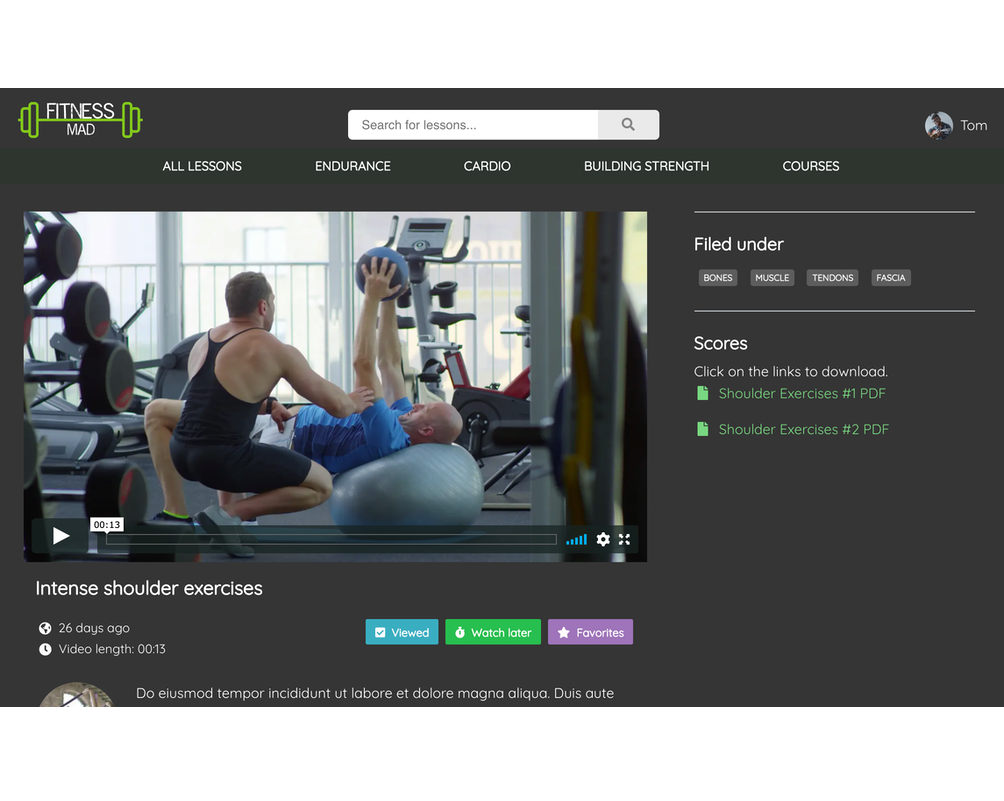 FITNESS
MAD
Search for lessons...
Tom
ALL LESSONS
ENDURANCE
CARDIO
BUILDING STRENGTH
COURSES
00:13
Intense shoulder exercises
26 days ago
Video length: 00:13
Viewed
Watch later
Favorites
Do eiusmod tempor incididunt ut labore et dolore magna aliqua. Duis aute
Filed under
BONES
MUSCLE
TENDONS
FASCIA
Scores
Click on the links to download.
Shoulder Exercises #1 PDF
Shoulder Exercises #2 PDF